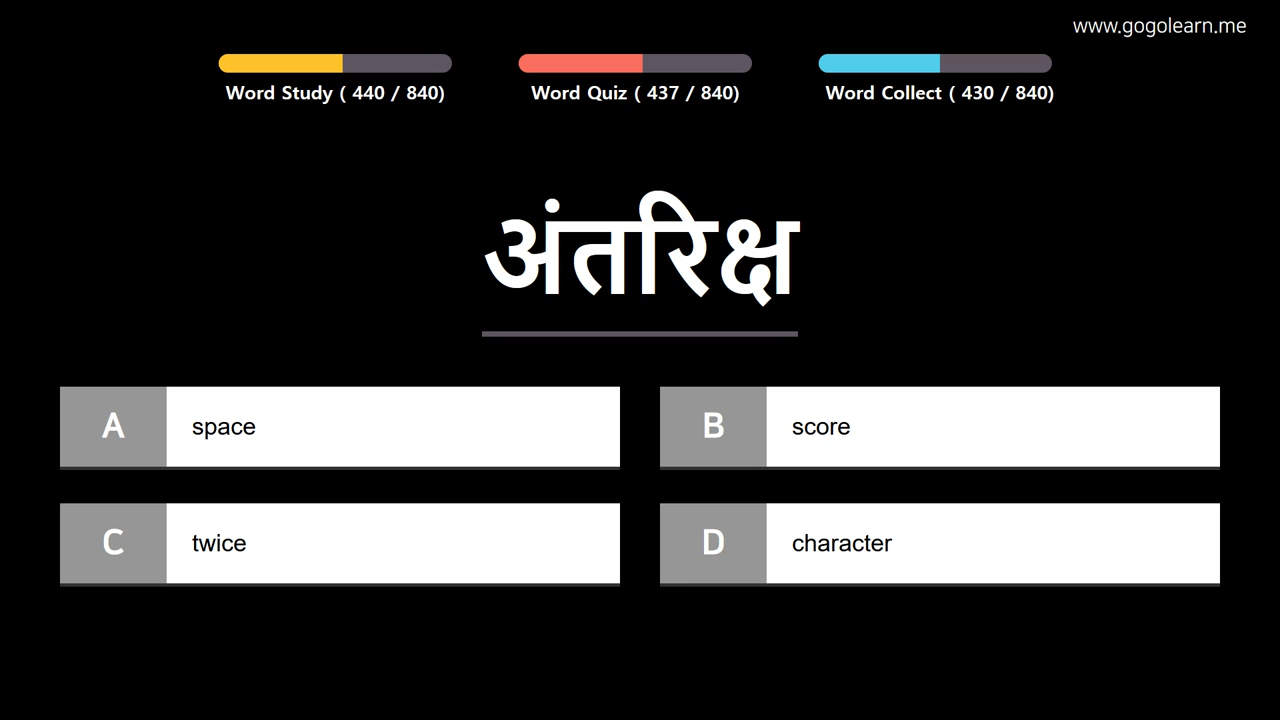 www.gogolearn.me
Word Study ( 440 / 840)
Word Quiz ( 437 / 840)
Word Collect ( 430 / 840)
अंतरिक्ष
A space
B score
C twice
D character